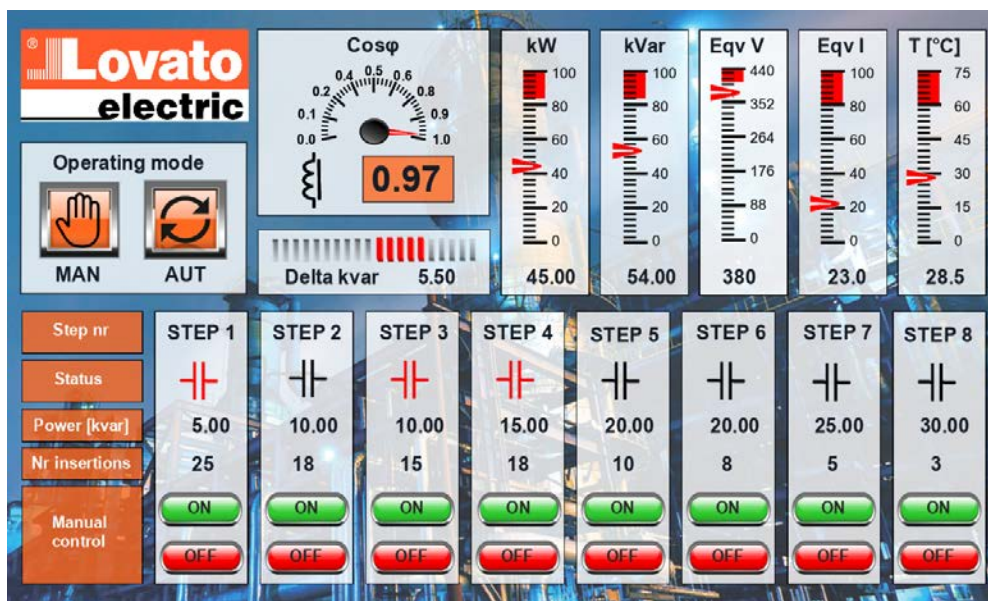 ® Lovato
electric
Operating mode
MAN AUT
Cosφ
0.0 0.1 0.2 0.4 0.5 0.6 0.8 0.9 1.0
0.97
Delta kvar 5.50
kW
100
80
60
40
20
0
45.00
kVar
100
80
60
40
20
0
54.00
Eqv V
440
352
264
176
88
0
380
Eqv I
100
80
60
40
20
0
23.0
T [°C]
75
60
45
30
15
0
28.5
Step nr STEP 1 STEP 2 STEP 3 STEP 4 STEP 5 STEP 6 STEP 7 STEP 8
Status
Power [kvar] 5.00 10.00 10.00 15.00 20.00 20.00 25.00 30.00
Nr insertions 25 18 15 18 10 8 5 3
Manual
control
ON ON ON ON ON ON ON ON
OFF OFF OFF OFF OFF OFF OFF OFF